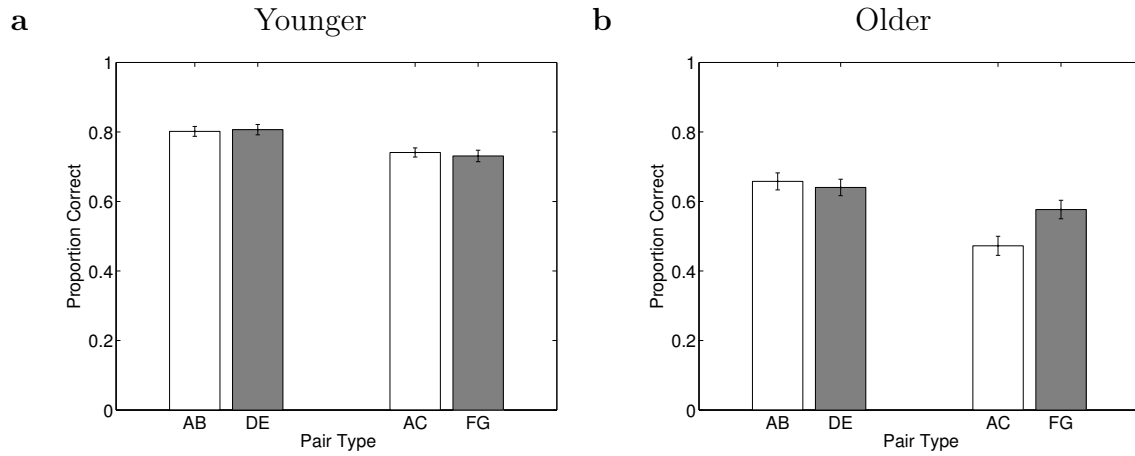 a Younger
1
0.8
0.6
0.4
0.2
0
Proportion Correct
AB DE AC FG
Pair Type
b Older
1
0.8
0.6
0.4
0.2
0
Proportion Correct
AB DE AC FG
Pair Type